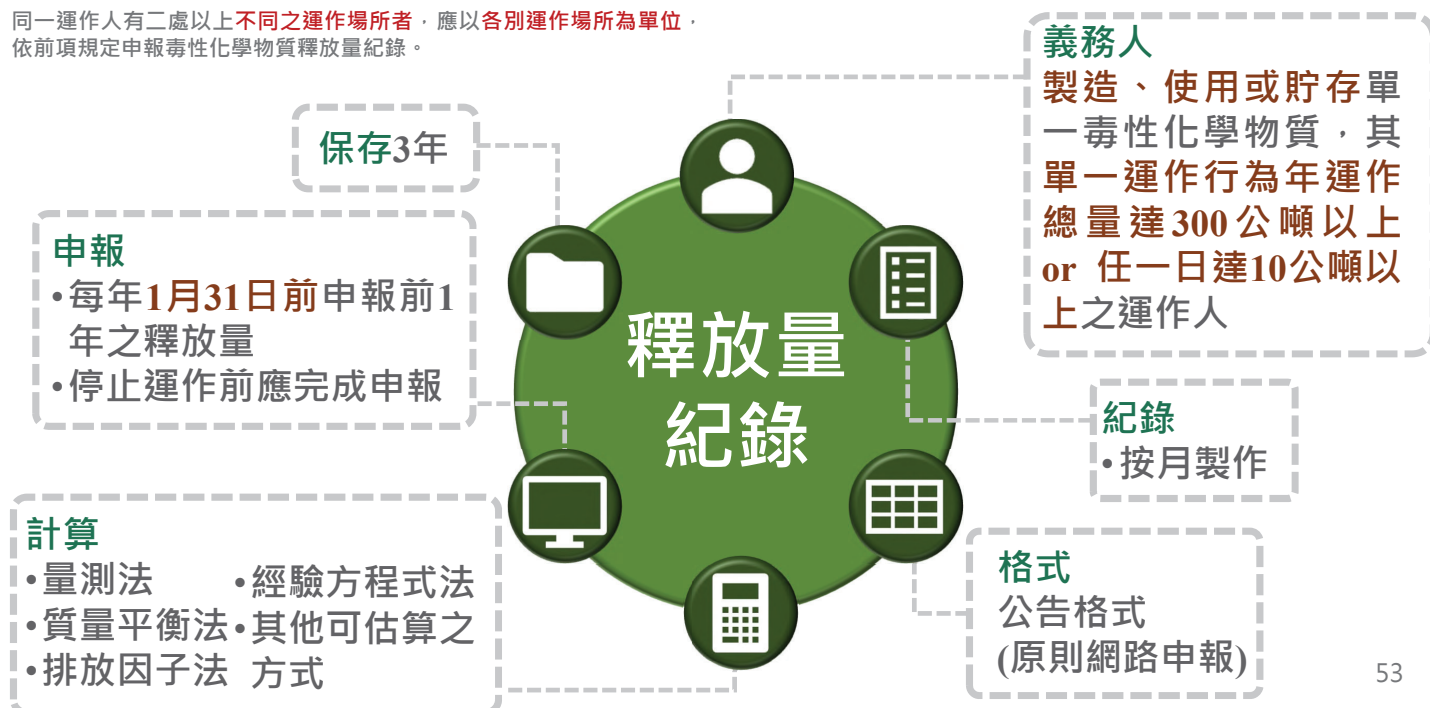 同一運作人有二處以上不同之運作場所者，應以各別運作場所為單位，
依前項規定申報毒性化學物質釋放量紀錄。
義務人
製造、使用或貯存單
一毒性化學物質，其
單一運作行為年運作
總量達300公噸以上
or 任一日達10公噸以
上之運作人
保存3年
申報
•每年1月31日前申報前1
年之釋放量
•停止運作前應完成申報
釋放量
紀錄
紀錄
•按月製作
計算
•量測法
•質量平衡法
•排放因子法
•經驗方程式法
•其他可估算之
方式
格式
公告格式
(原則網路申報)
53